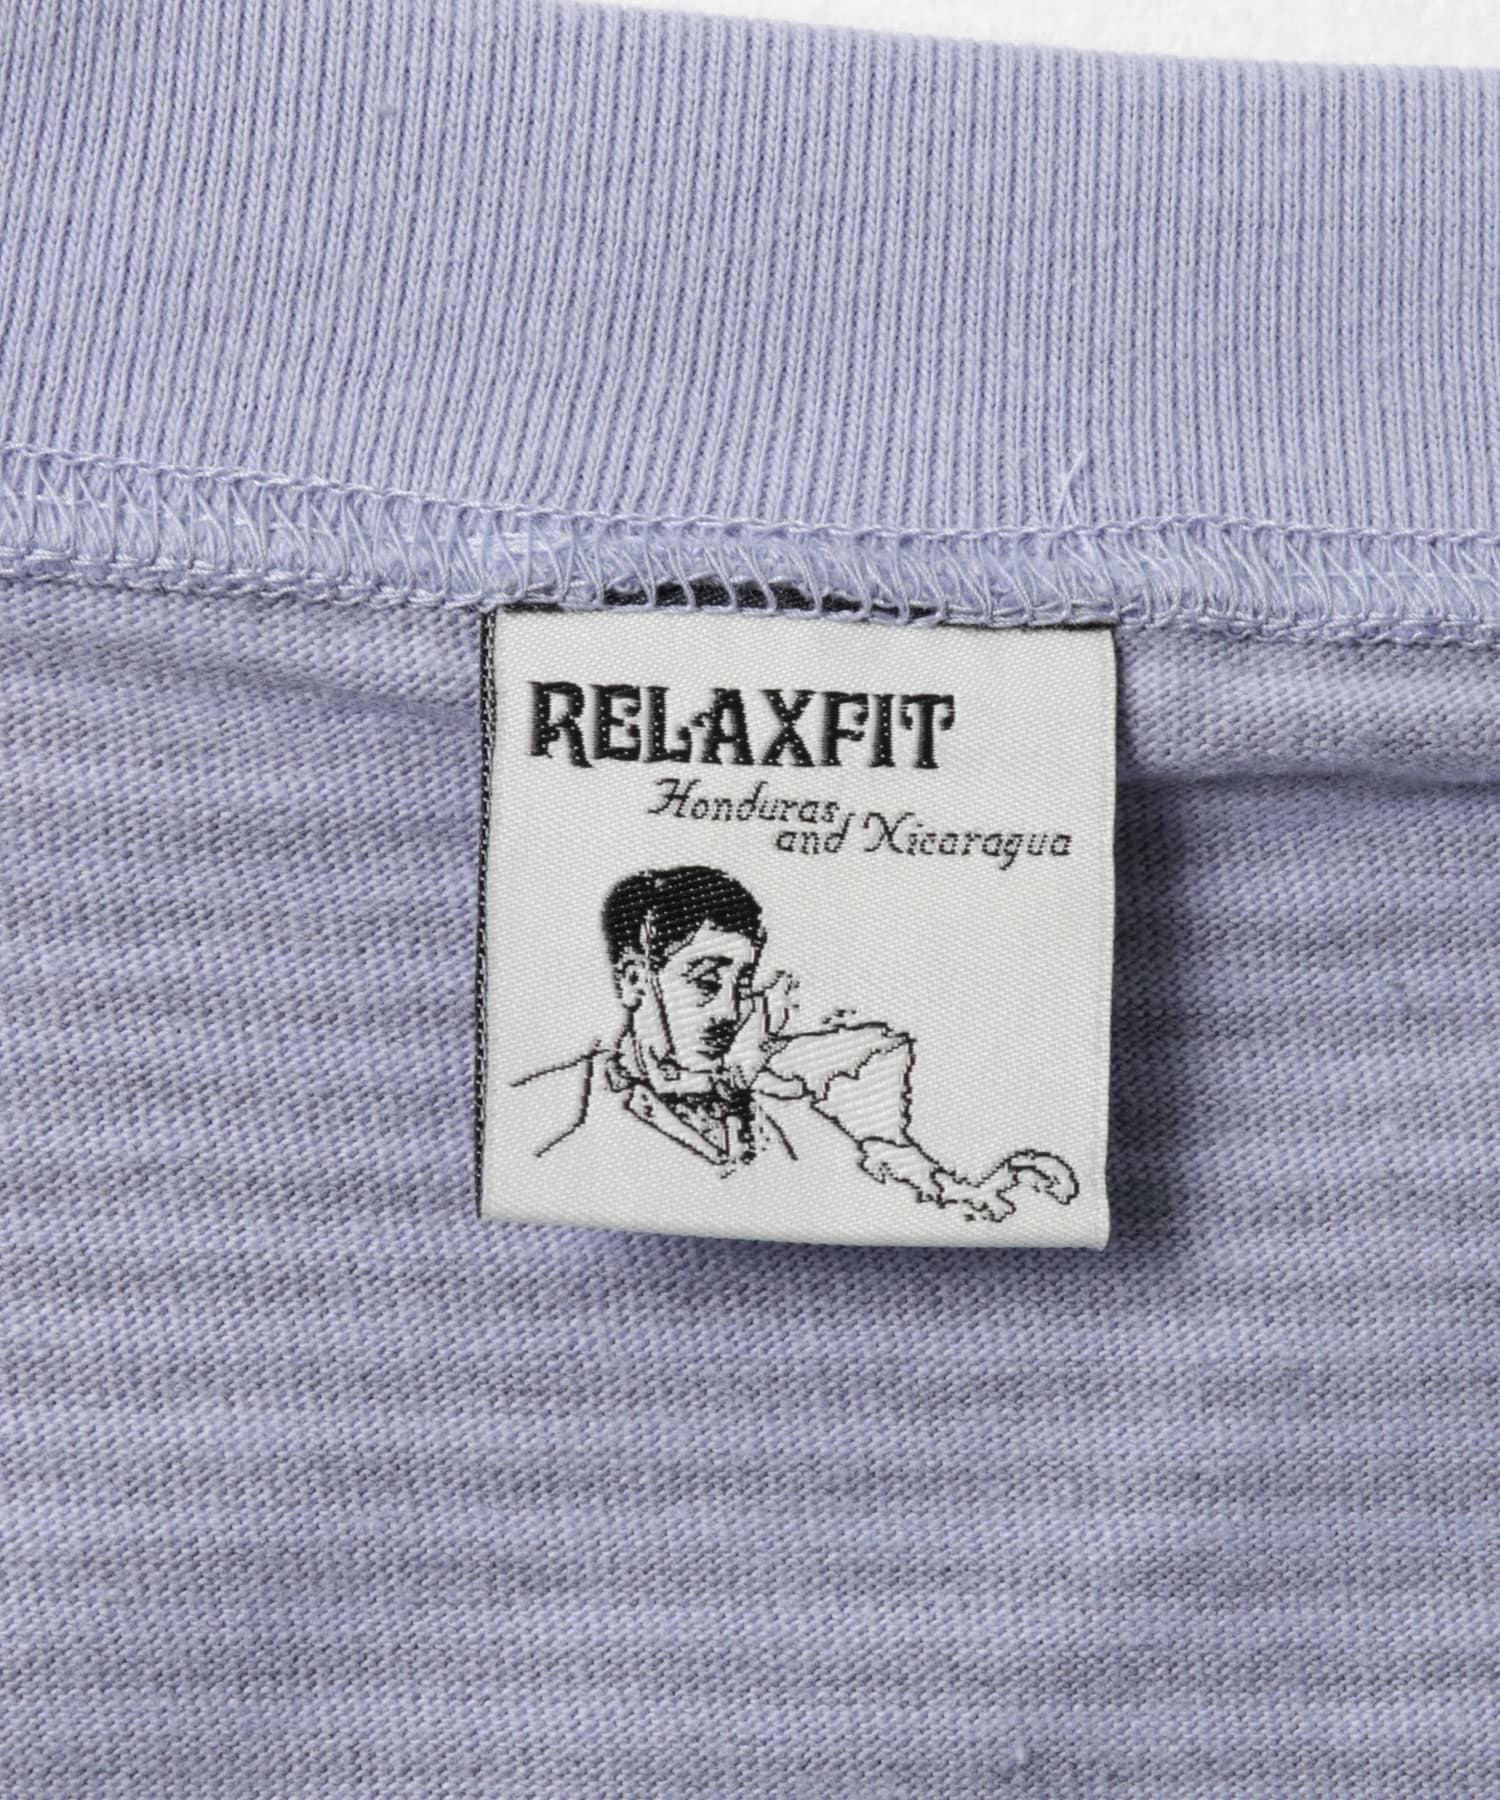 RELAXFIT
Honduras
and Nicaragua